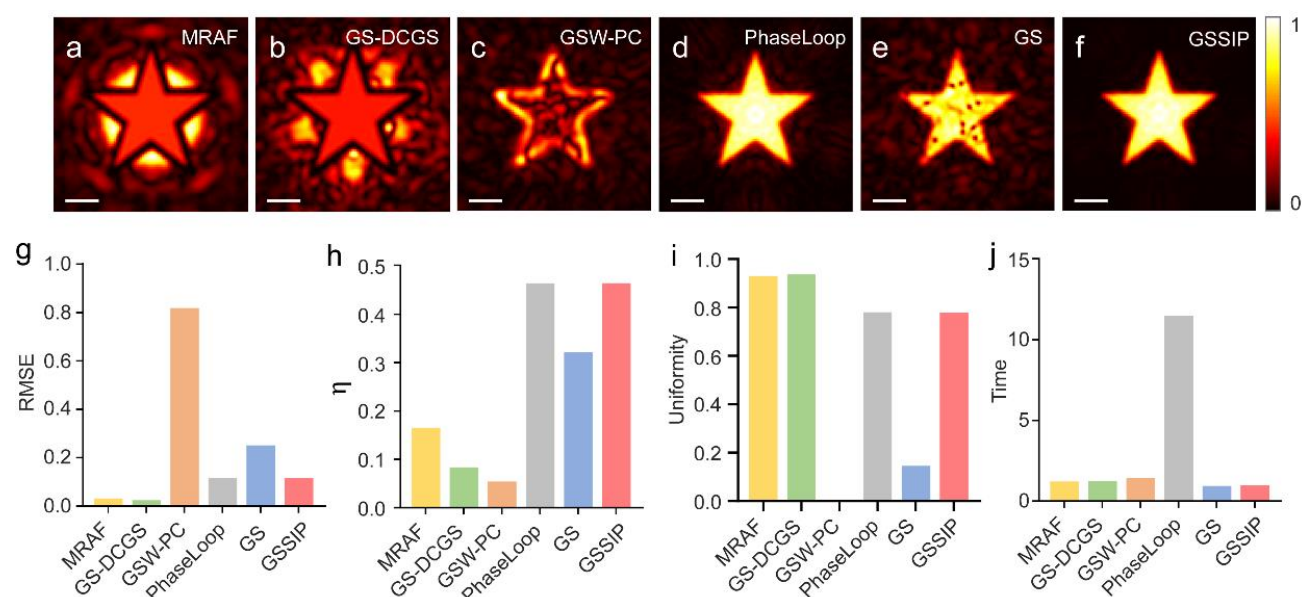 a MRAF
b GS-DCGS
c GSW-PC
d PhaseLoop
e GS
f GSSIP
1
0
g
RMSE
1.0
0.8
0.6
0.4
0.2
0.0
MRAF
GS-DCGS
GSW-PC
PhaseLoop
GS
GSSIP
h
η
0.5
0.4
0.3
0.2
0.1
0.0
MRAF
GS-DCGS
GSW-PC
PhaseLoop
GS
GSSIP
i
Uniformity
1.0
0.8
0.6
0.4
0.2
0.0
MRAF
GS-DCGS
GSW-PC
PhaseLoop
GS
GSSIP
j
Time
15
10
5
0
MRAF
GS-DCGS
GSW-PC
PhaseLoop
GS
GSSIP